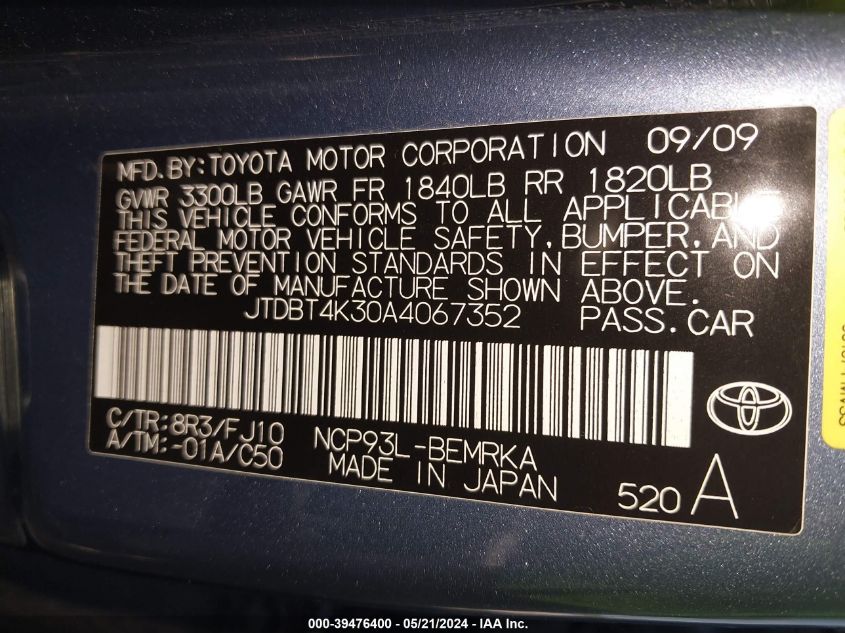 MFD. BY: TOYOTA MOTOR CORPORATION 09/09
GVWR 3300LB GAWR FR 1840LB RR 1820LB
THIS VEHICLE CONFORMS TO ALL APPLICABLE
FEDERAL MOTOR VEHICLE SAFETY, BUMPER, AND
THEFT PREVENTION STANDARDS IN EFFECT ON
THE DATE OF MANUFACTURE SHOWN ABOVE.
JTDBT4K30A4067352 PASS. CAR
C/TR: 8R3/FJ10 NCP93L-BEMRKA
A/TM: -01A/C50 MADE IN JAPAN
520 A
000-39476400 - 05/21/2024 - IAA Inc.